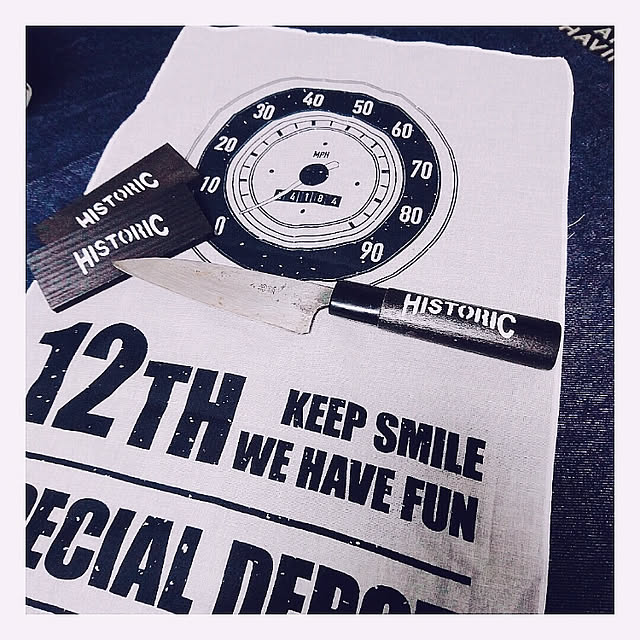 40
30
50
20
60
10
70
0
80
90
MPH
4184
HISTORIC
HISTORIC
HISTORIC
12TH
KEEP SMILE
WE HAVE FUN